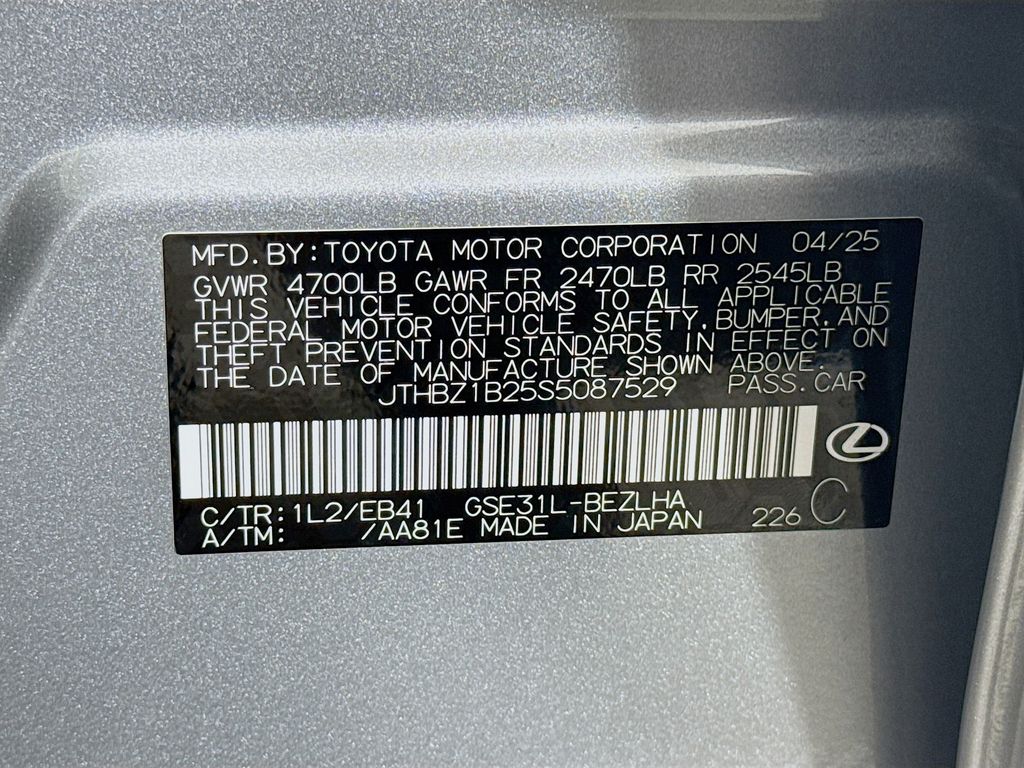 MFD. BY: TOYOTA MOTOR CORPORATION 04/25
GVWR 4700LB GAWR FR 2470LB RR 2545LB
THIS VEHICLE CONFORMS TO ALL APPLICABLE
FEDERAL MOTOR VEHICLE SAFETY, BUMPER, AND
THEFT PREVENTION STANDARDS IN EFFECT ON
THE DATE OF MANUFACTURE SHOWN ABOVE.
JTHBZ1B25S5087529 PASS. CAR
C/TR: 1L2/EB41 GSE31L-BEZLHA
A/TM: /AA81E MADE IN JAPAN 226 C